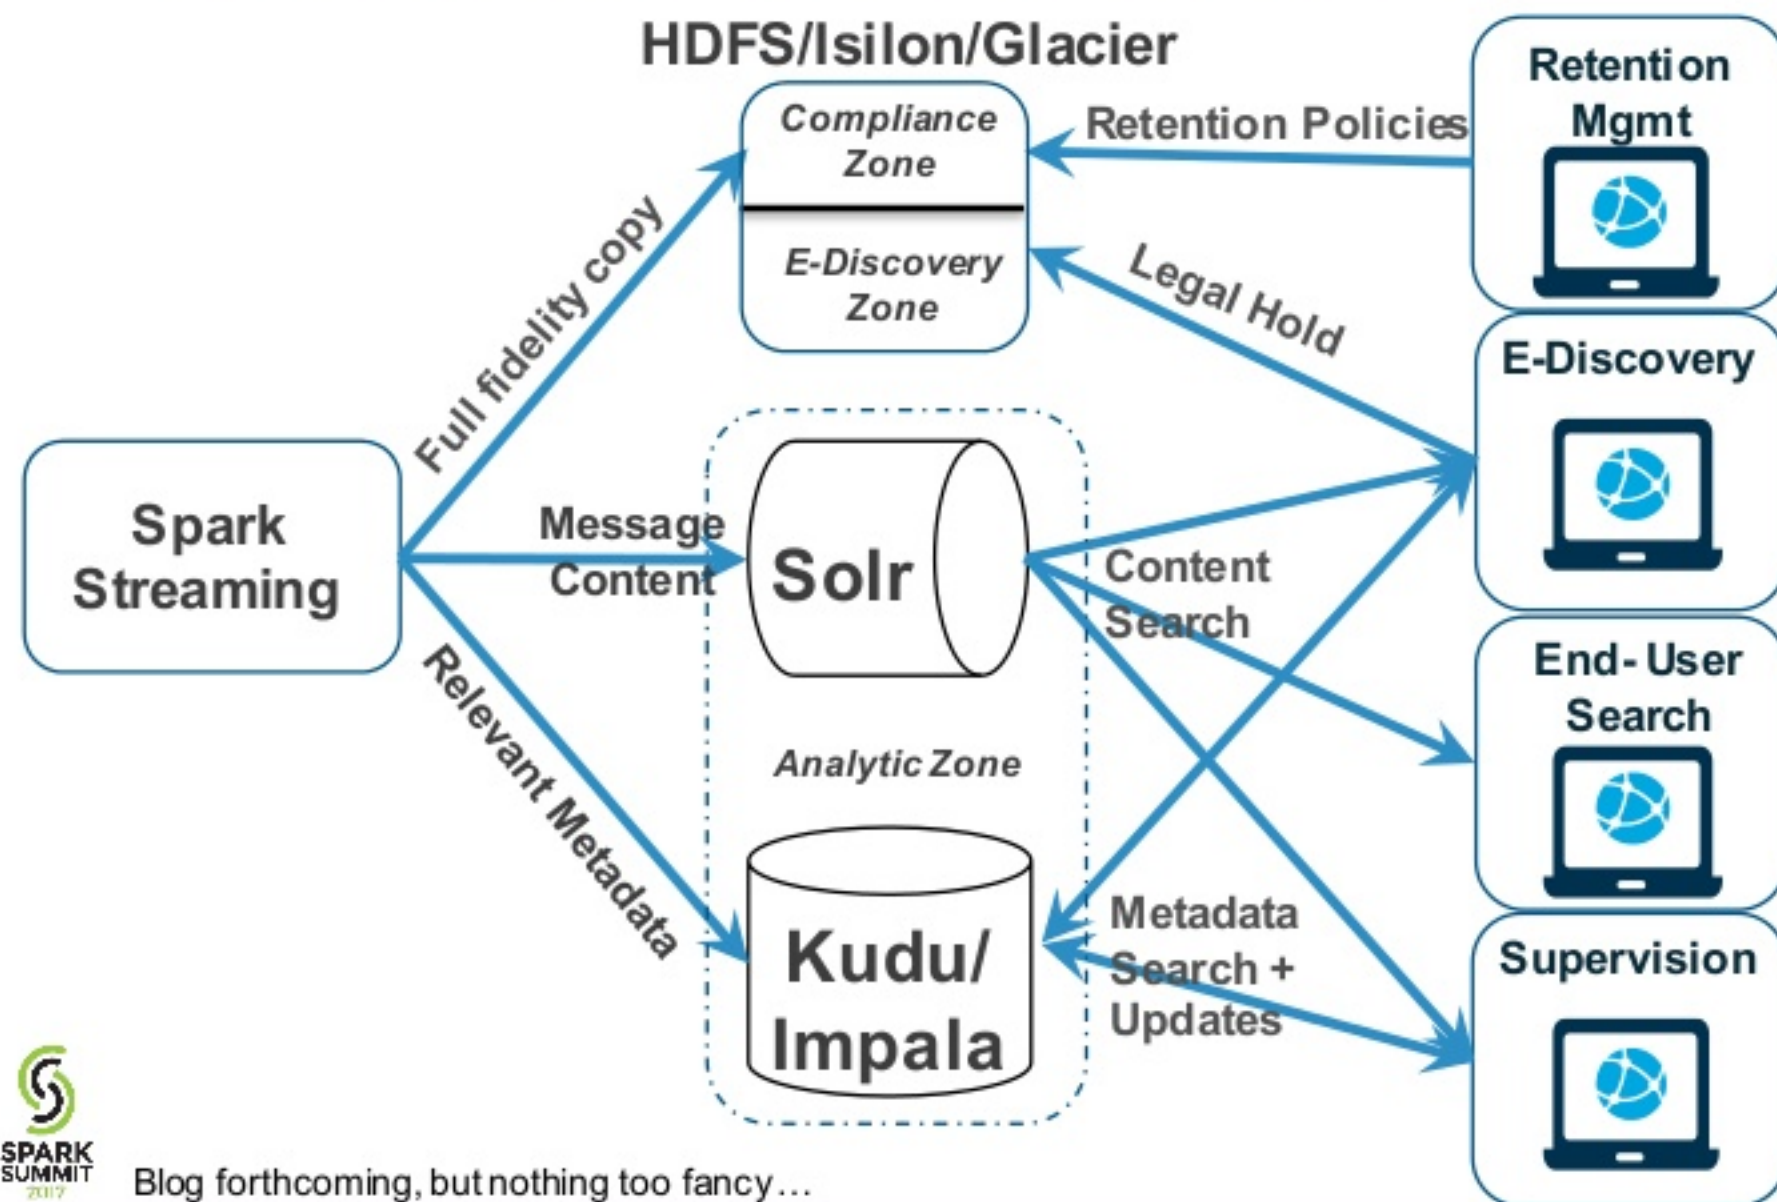 HDFS/Isilon/Glacier
Compliance
Zone
E-Discovery
Zone
Retention Policies
Retention
Mgmt
Legal Hold
E-Discovery
Full fidelity copy
Spark
Streaming
Message
Content
Solr
Content
Search
End-User
Search
Relevant Metadata
Analytic Zone
Kudu/
Impala
Metadata
Search +
Updates
Supervision
SPARK
SUMMIT
2017
Blog forthcoming, but nothing too fancy...